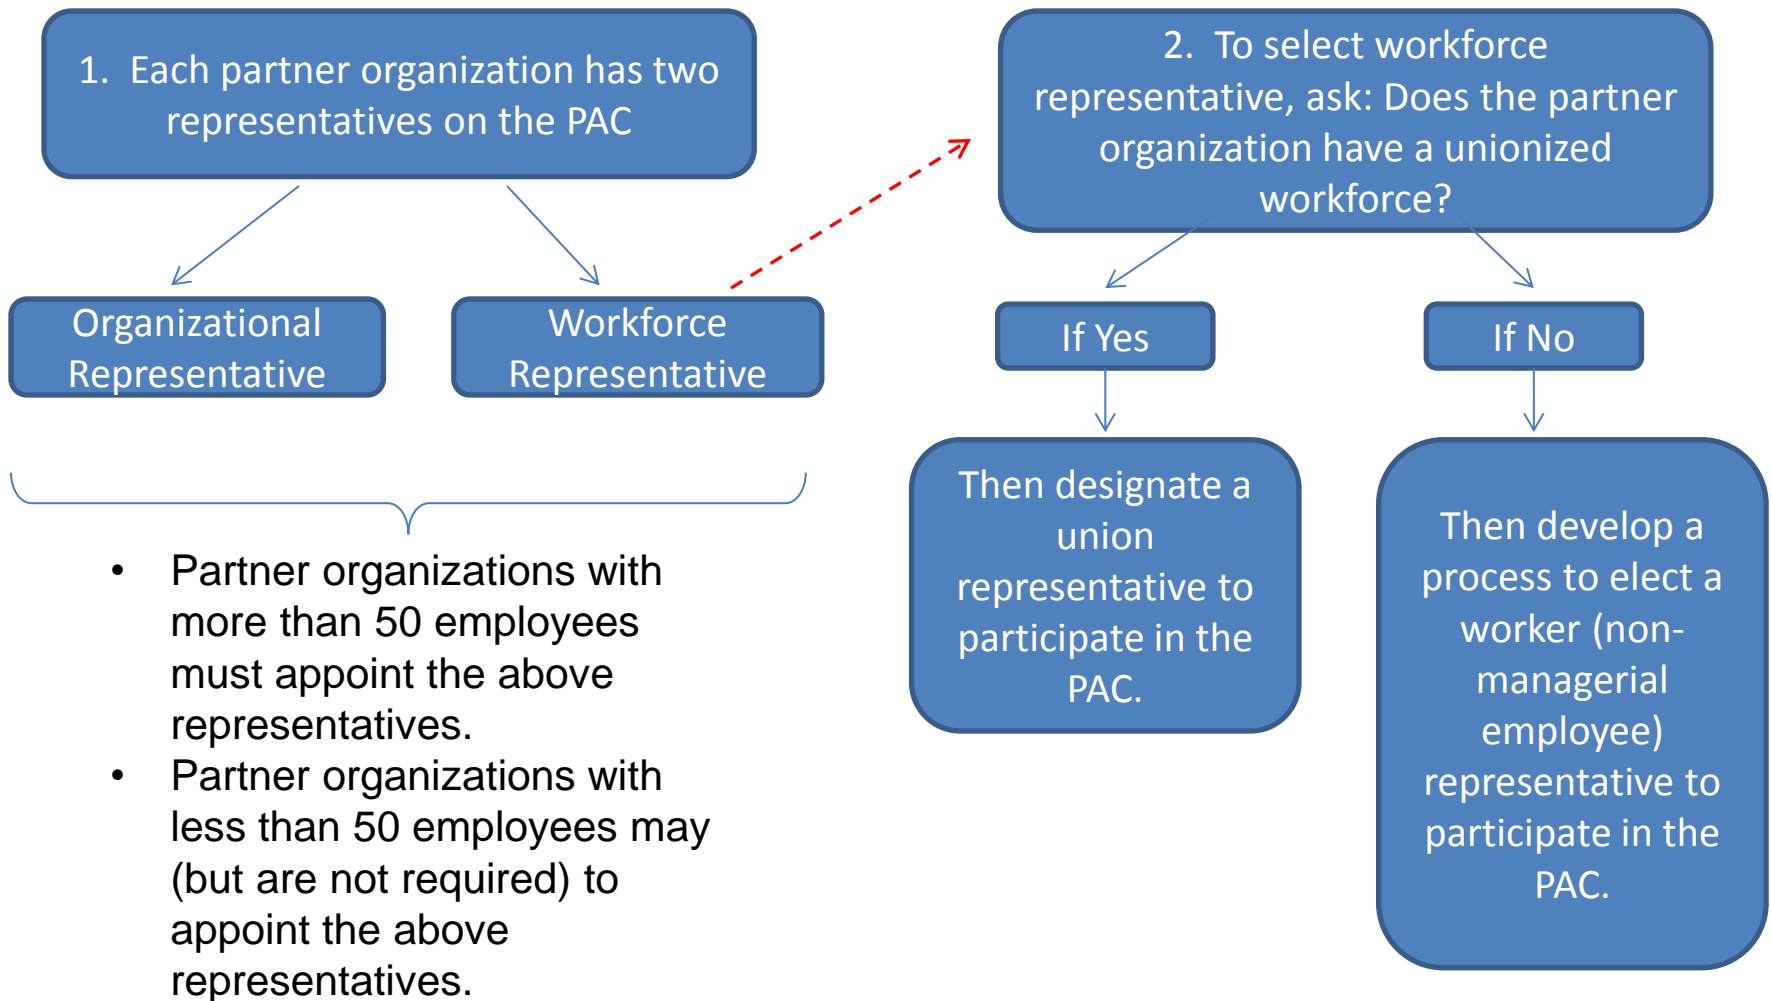 1. Each partner organization has two
representatives on the PAC
Organizational
Representative
Workforce
Representative
• Partner organizations with
more than 50 employees
must appoint the above
representatives.
• Partner organizations with
less than 50 employees may
(but are not required) to
appoint the above
representatives.
2. To select workforce
representative, ask: Does the partner
organization have a unionized
workforce?
If Yes
Then designate a
union
representative to
participate in the
PAC.
If No
Then develop a
process to elect a
worker (non-
managerial
employee)
representative to
participate in the
PAC.